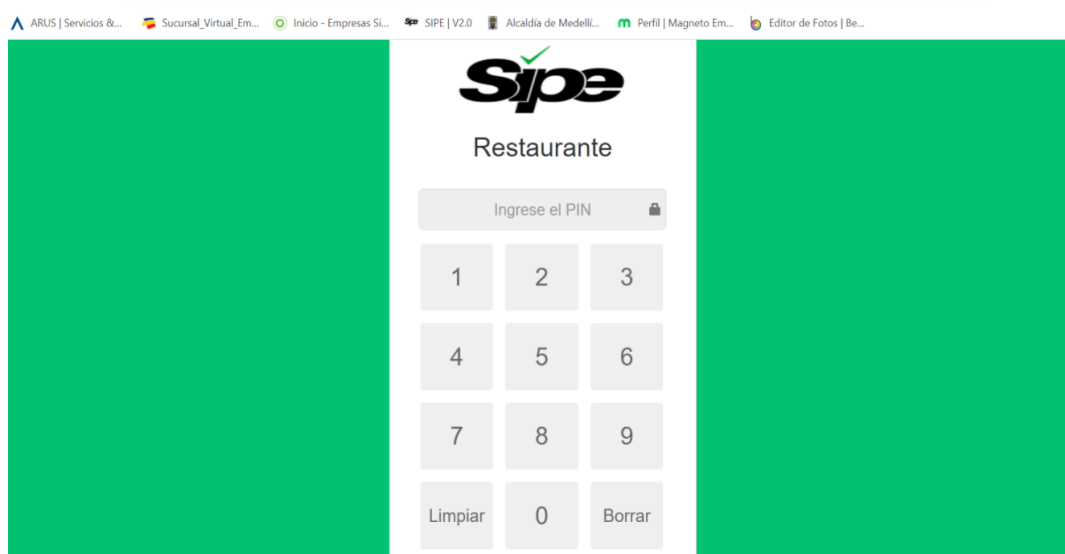 ARUS | Servicios &... Sucursal_Virtual_Em... Inicio - Empresas Si... Sipe SIPE | V2.0 Alcaldía de Medellí... Perfil | Magneto Em... Editor de Fotos | Be...
Sipe
Restaurante
Ingrese el PIN
1 2 3
4 5 6
7 8 9
Limpiar 0 Borrar